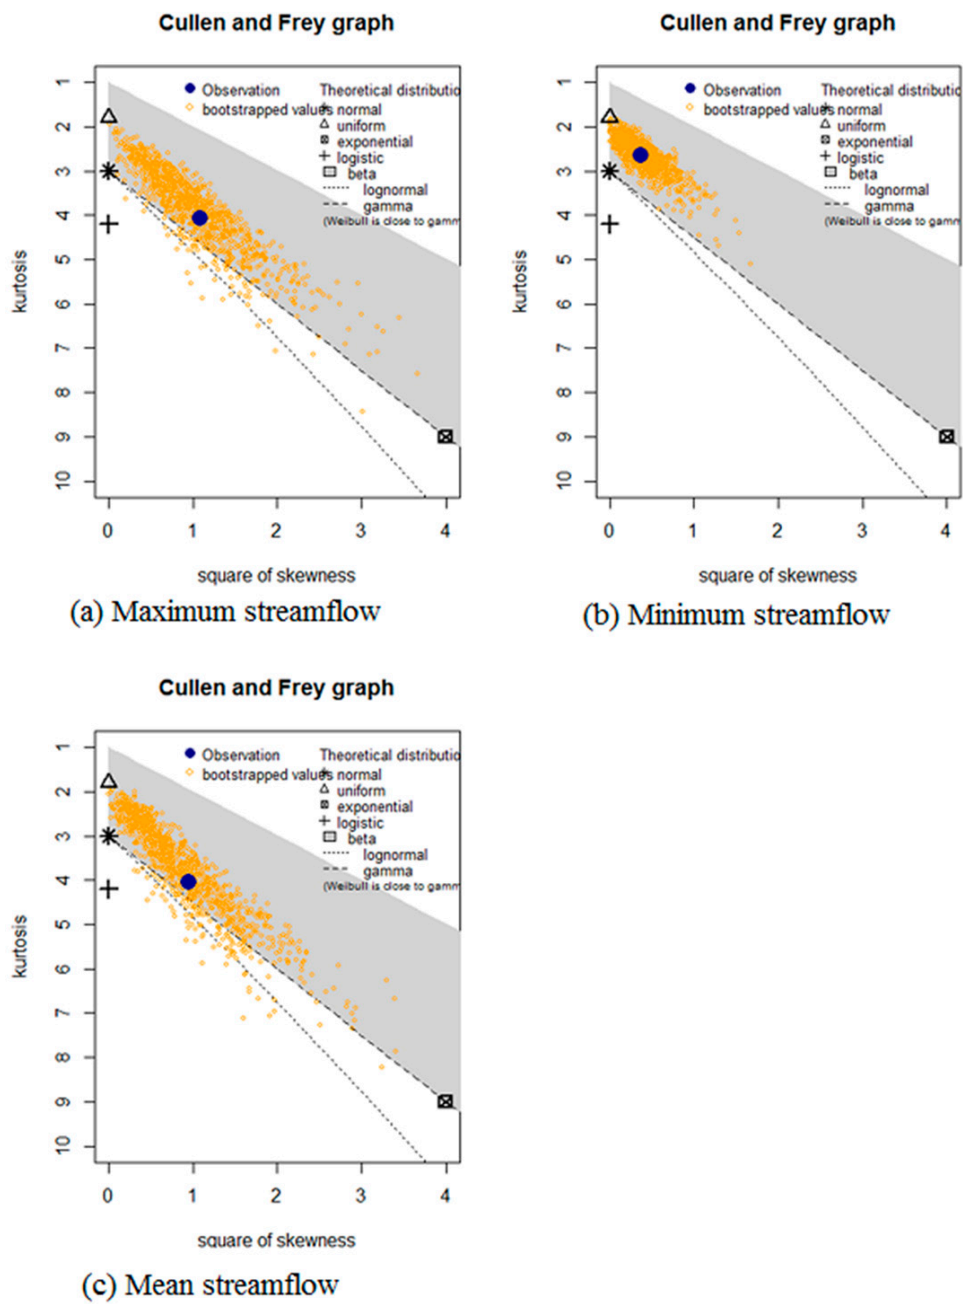 Cullen and Frey graph
Observation
bootstrapped values
Theoretical distributio
normal
uniform
exponential
logistic
beta
lognormal
gamma
(Weibull is close to gamm
kurtosis
1
2
3
4
5
6
7
8
9
10
0 1 2 3 4
square of skewness
(a) Maximum streamflow
Cullen and Frey graph
Observation
bootstrapped values
Theoretical distributio
normal
uniform
exponential
logistic
beta
lognormal
gamma
(Weibull is close to gamm
kurtosis
1
2
3
4
5
6
7
8
9
10
0 1 2 3 4
square of skewness
(b) Minimum streamflow
Cullen and Frey graph
Observation
bootstrapped values
Theoretical distributio
normal
uniform
exponential
logistic
beta
lognormal
gamma
(Weibull is close to gamm
kurtosis
1
2
3
4
5
6
7
8
9
10
0 1 2 3 4
square of skewness
(c) Mean streamflow